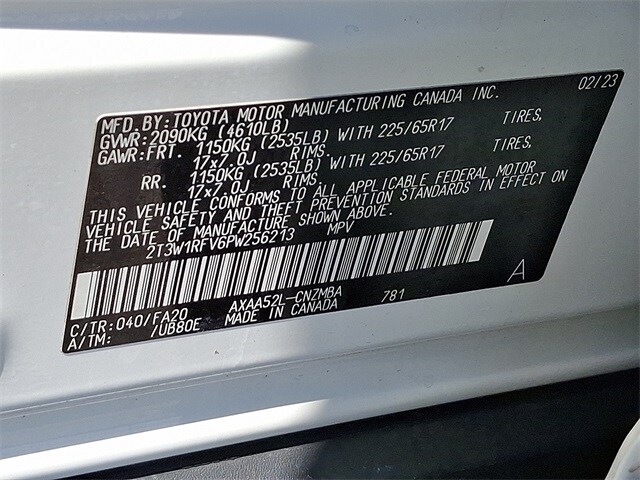 MFD.BY:TOYOTA MOTOR MANUFACTURING CANADA INC. 02/23
GVWR:2090KG (4610LB)
GAWR:FRT. 1150KG (2535LB) WITH 225/65R17 TIRES,
17x7.0J RIMS.
RR. 1150KG (2535LB) WITH 225/65R17 TIRES,
17x7.0J RIMS.
THIS VEHICLE CONFORMS TO ALL APPLICABLE FEDERAL MOTOR
VEHICLE SAFETY AND THEFT PREVENTION STANDARDS IN EFFECT ON
THE DATE OF MANUFACTURE SHOWN ABOVE.
2T3W1RFV6PW256213 MPV
A
C/TR:040/FA20 AXAA52L-CNZMBA 781
A/TM: /UB80E MADE IN CANADA